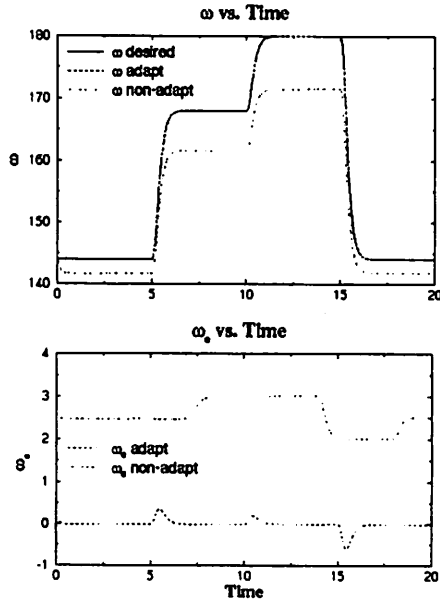 ω vs. Time
180
170
160
150
140
ω
ω desired
ω adapt
ω non-adapt
0 5 10 15 20
ωe vs. Time
4
3
2
1
0
-1
ωe
ωe adapt
ωe non-adapt
0 5 10 15 20
Time